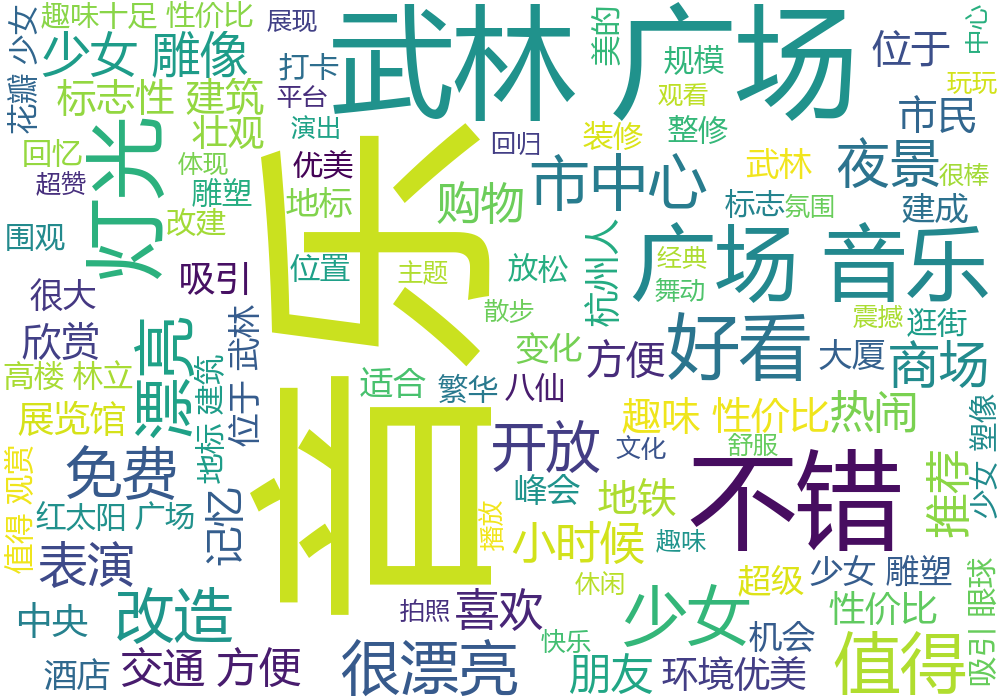 少女
趣味十足 性价比
展现
武林 广场
美的
中心
少女 雕像
打卡
规模
位于
花瓣
标志性 建筑
平台
观看
玩玩
市民
灯光
壮观
演出
回归
装修
整修
回忆
体现
优美
武林
夜景
很棒
超赞
雕塑
地标
音乐
购物
市中心
标志
氛围
建成
改建
围观
吸引
位置
主题
放松
杭州人
广场 音乐
经典
舞动
很大
散步
震撼
逛街
欣赏
漂亮
武林
变化
方便
好看
大厦
商场
高楼 林立
地标 建筑
位于
适合
繁华
八仙
展览馆
趣味 性价比
热闹
塑像
免费
开放
文化
舒服
不错
推荐
少女
值得 观赏
记忆
峰会
地铁
红太阳 广场
播放
小时候
趣味
表演
休闲
超级
少女 雕塑
吸引 眼球
中央
改造
拍照
喜欢
少女
性价比
快乐
机会
值得
酒店
交通 方便
很漂亮
朋友
环境优美